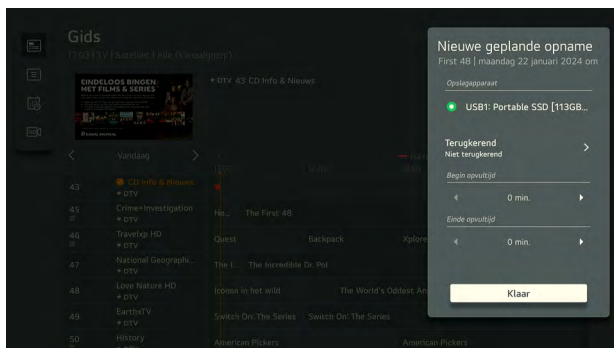 Gids
EINDELOOS BINGEN:
MET FILMS & SERIES
+ DTV 43 CD Info & Nieuws
Vandaag
43
CD Info & Nieuws
+ DTV
45
Crime+Investigation
+ DTV
The First 48
46
Travelxp HD
+ DTV
Quest
Backpack
Xplore
47
National Geographi...
+ DTV
The I...
The Incredible Dr. Pol
48
Love Nature HD
+ DTV
Iconen in het wild
The World's Oddest An
49
EarthxTV
+ DTV
Switch On: The Series
Switch On: The Series
50
History
American Pickers
American Pickers
Nieuwe geplande opname
First 48 | maandag 22 januari 2024 om
Opslagapparaat
USB1: Portable SSD [113GB...
Terugkerend
Niet terugkerend
Begin opvultijd
0 min.
Einde opvultijd
0 min.
Klaar